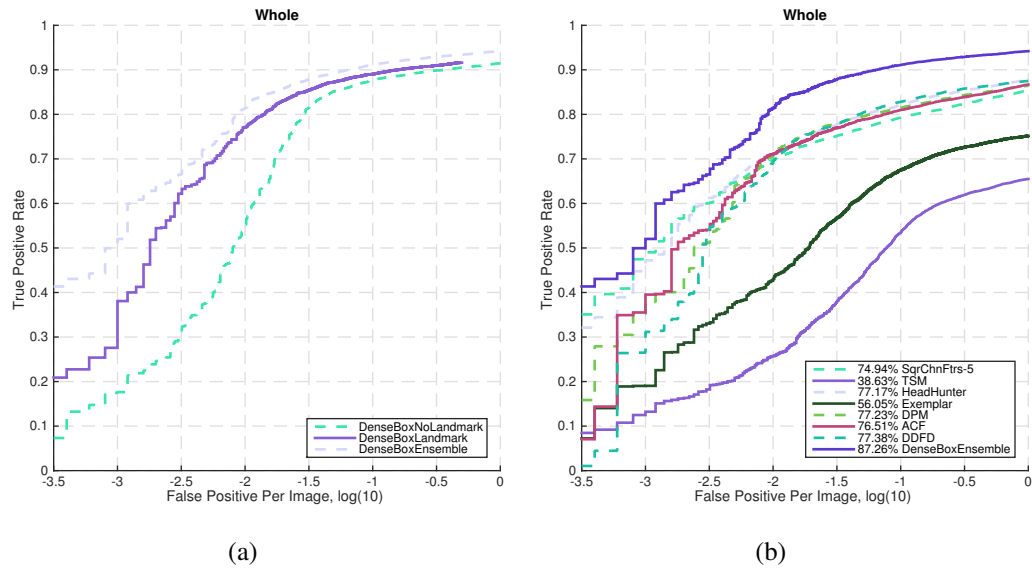 Whole
1
0.9
0.8
0.7
0.6
0.5
0.4
0.3
0.2
0.1
0
True Positive Rate
-3.5 -3 -2.5 -2 -1.5 -1 -0.5 0
False Positive Per Image, log(10)
DenseBoxNoLandmark
DenseBoxLandmark
DenseBoxEnsemble
(a)
Whole
1
0.9
0.8
0.7
0.6
0.5
0.4
0.3
0.2
0.1
0
True Positive Rate
-3.5 -3 -2.5 -2 -1.5 -1 -0.5 0
False Positive Per Image, log(10)
74.94% SqrChnFtrs-5
38.63% TSM
77.17% HeadHunter
56.05% Exemplar
77.23% DPM
76.51% ACF
77.38% DDFD
87.26% DenseBoxEnsemble
(b)